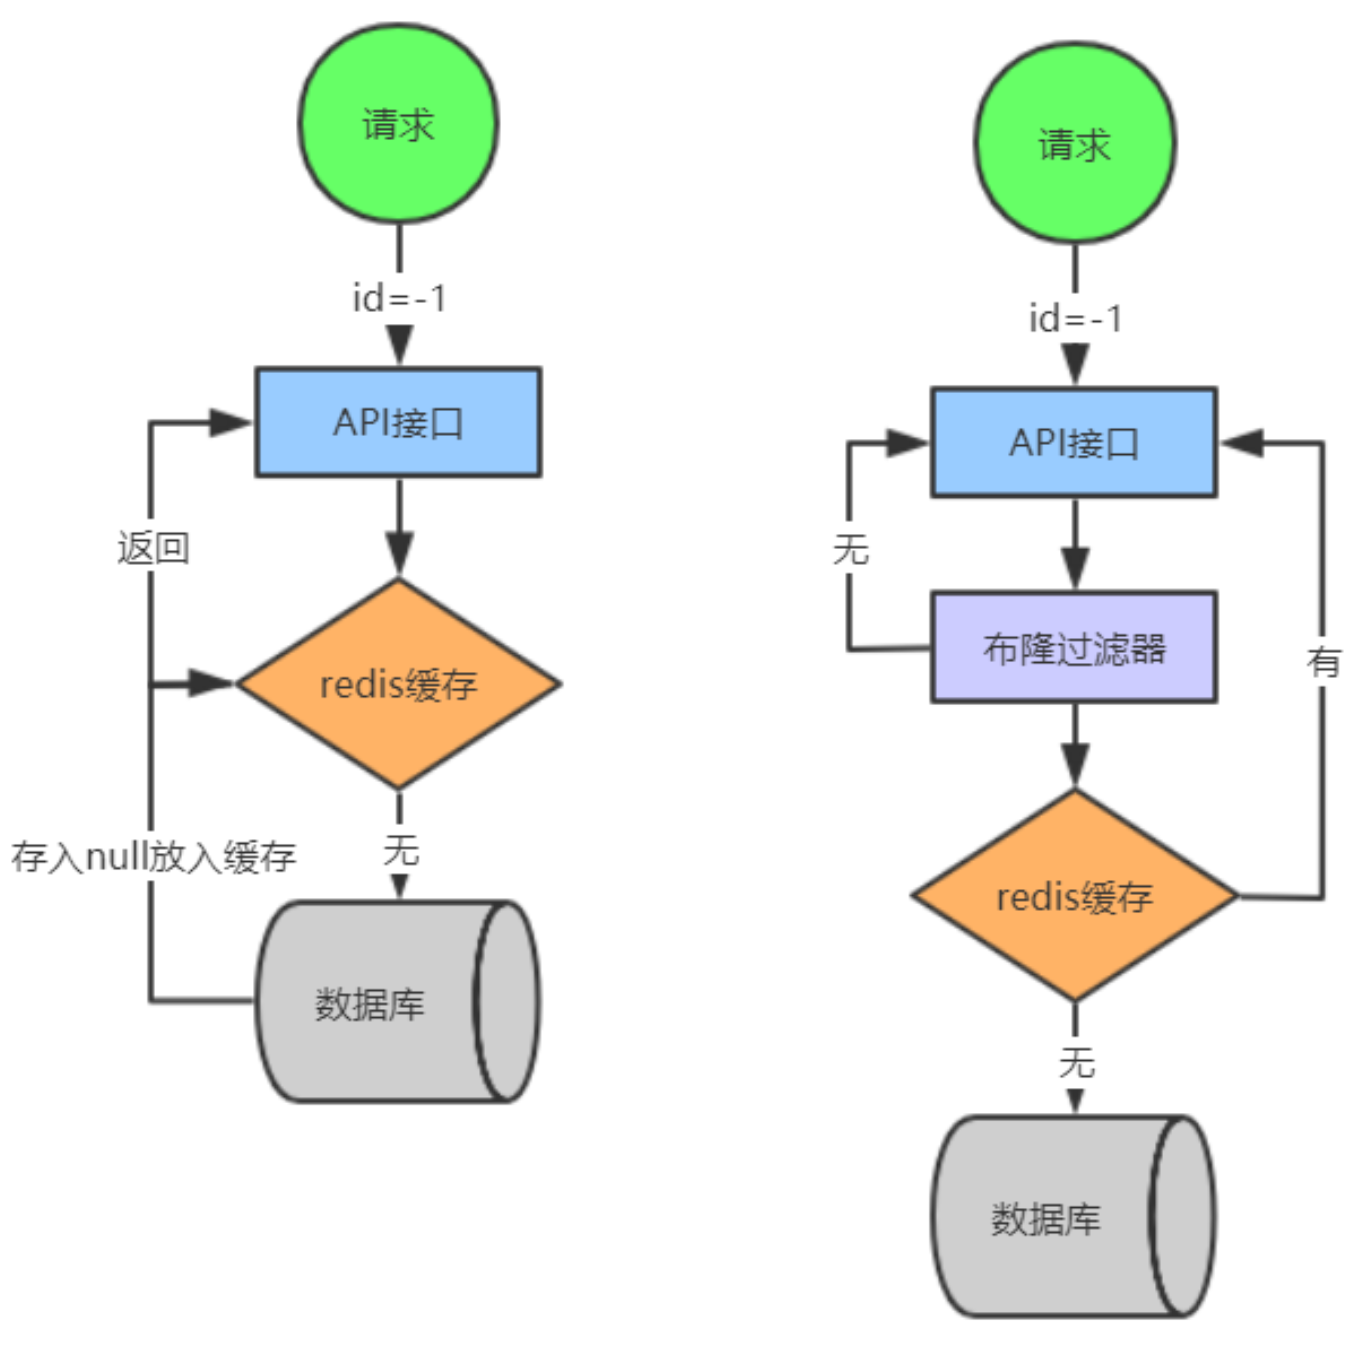 请求
id=-1
API接口
返回
redis缓存
无
存入null放入缓存
数据库
请求
id=-1
API接口
无
布隆过滤器
有
redis缓存
无
数据库